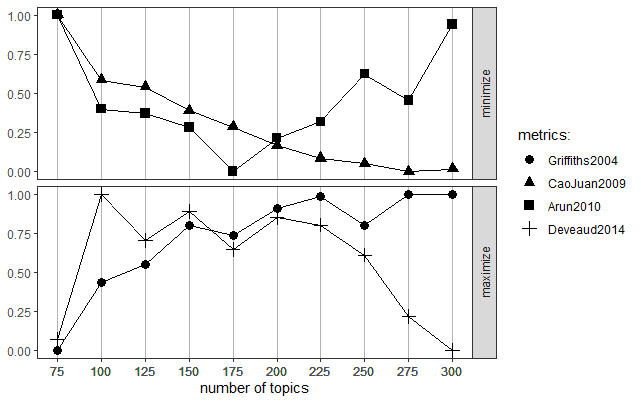 1.00
0.75
0.50
0.25
0.00
minimize
1.00
0.75
0.50
0.25
0.00
maximize
75 100 125 150 175 200 225 250 275 300
number of topics
metrics:
Griffiths2004
CaoJuan2009
Arun2010
Deveaud2014